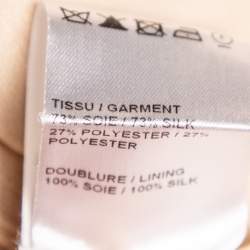 TISSU / GARMENT
73% SOIE / 73% SILK
27% POLYESTER / 27%
POLYESTER
DOUBLURE / LINING
100% SOIE / 100% SILK